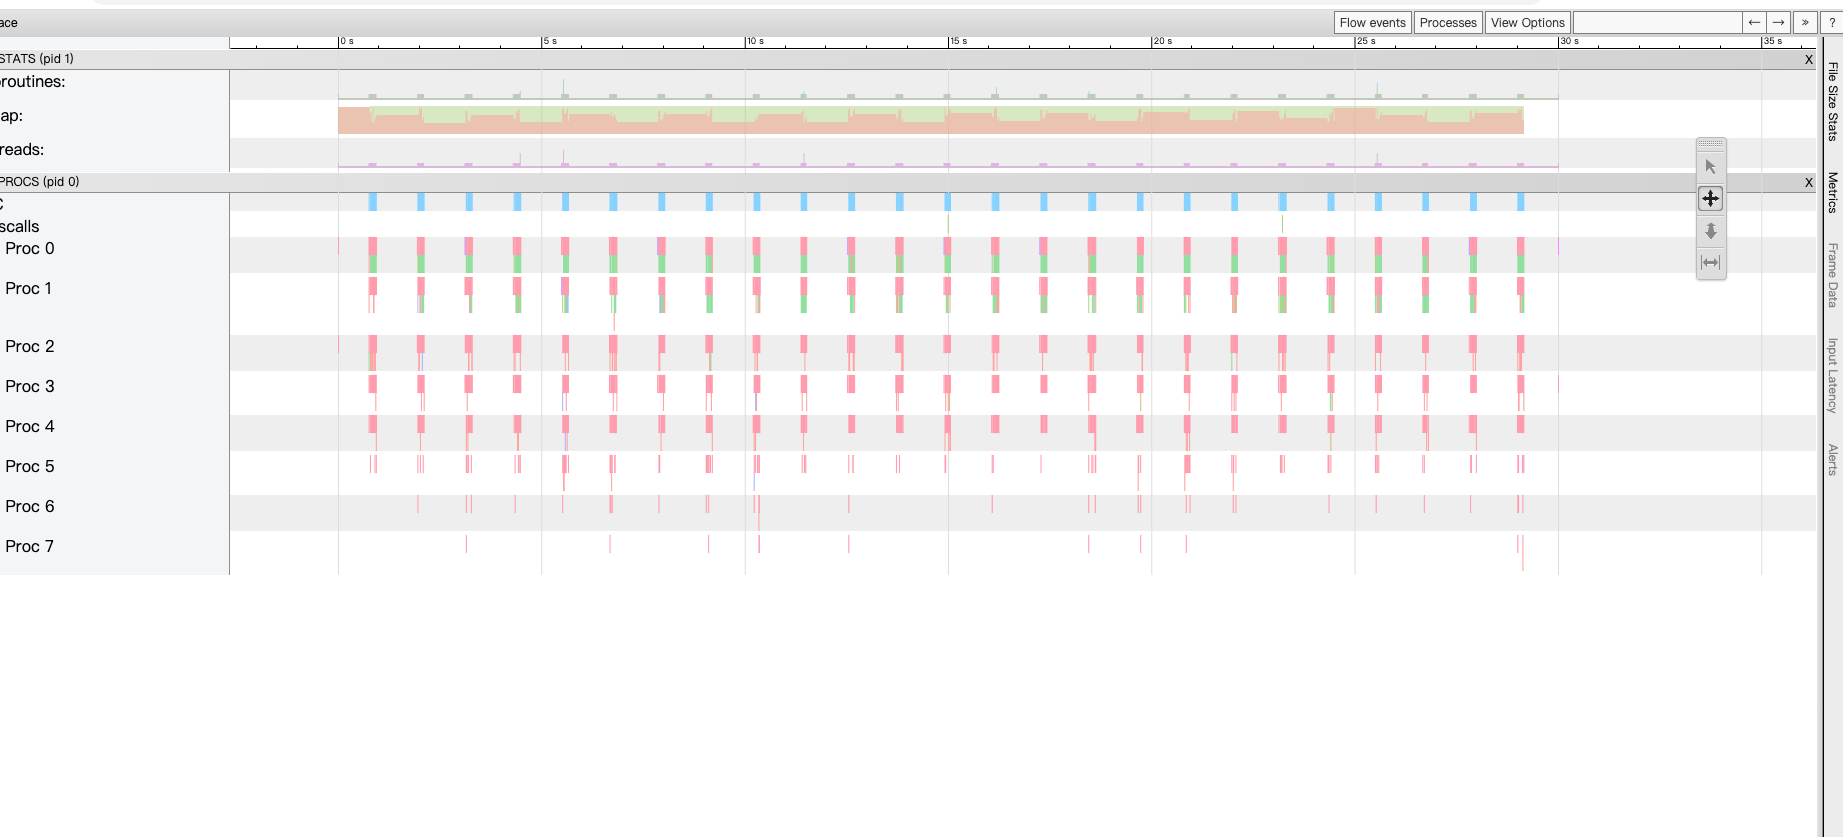 ace
Flow events Processes View Options ← → » ?
0 s 5 s 10 s 15 s 20 s 25 s 30 s 35 s
STATS (pid 1) X
routines:
ap:
reads:
PROCS (pid 0) X
C
scalls
Proc 0
Proc 1
Proc 2
Proc 3
Proc 4
Proc 5
Proc 6
Proc 7
File Size Stats
Metrics
Frame Data
Input Latency
Alerts